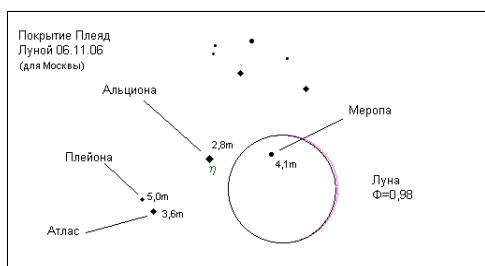 Покрытие Плеяд
Луной 06.11.06
(для Москвы)
Альциона
Меропа
2,8m
η
4,1m
Плейона
5,0m
3,6m
Атлас
Луна
Ф=0,98